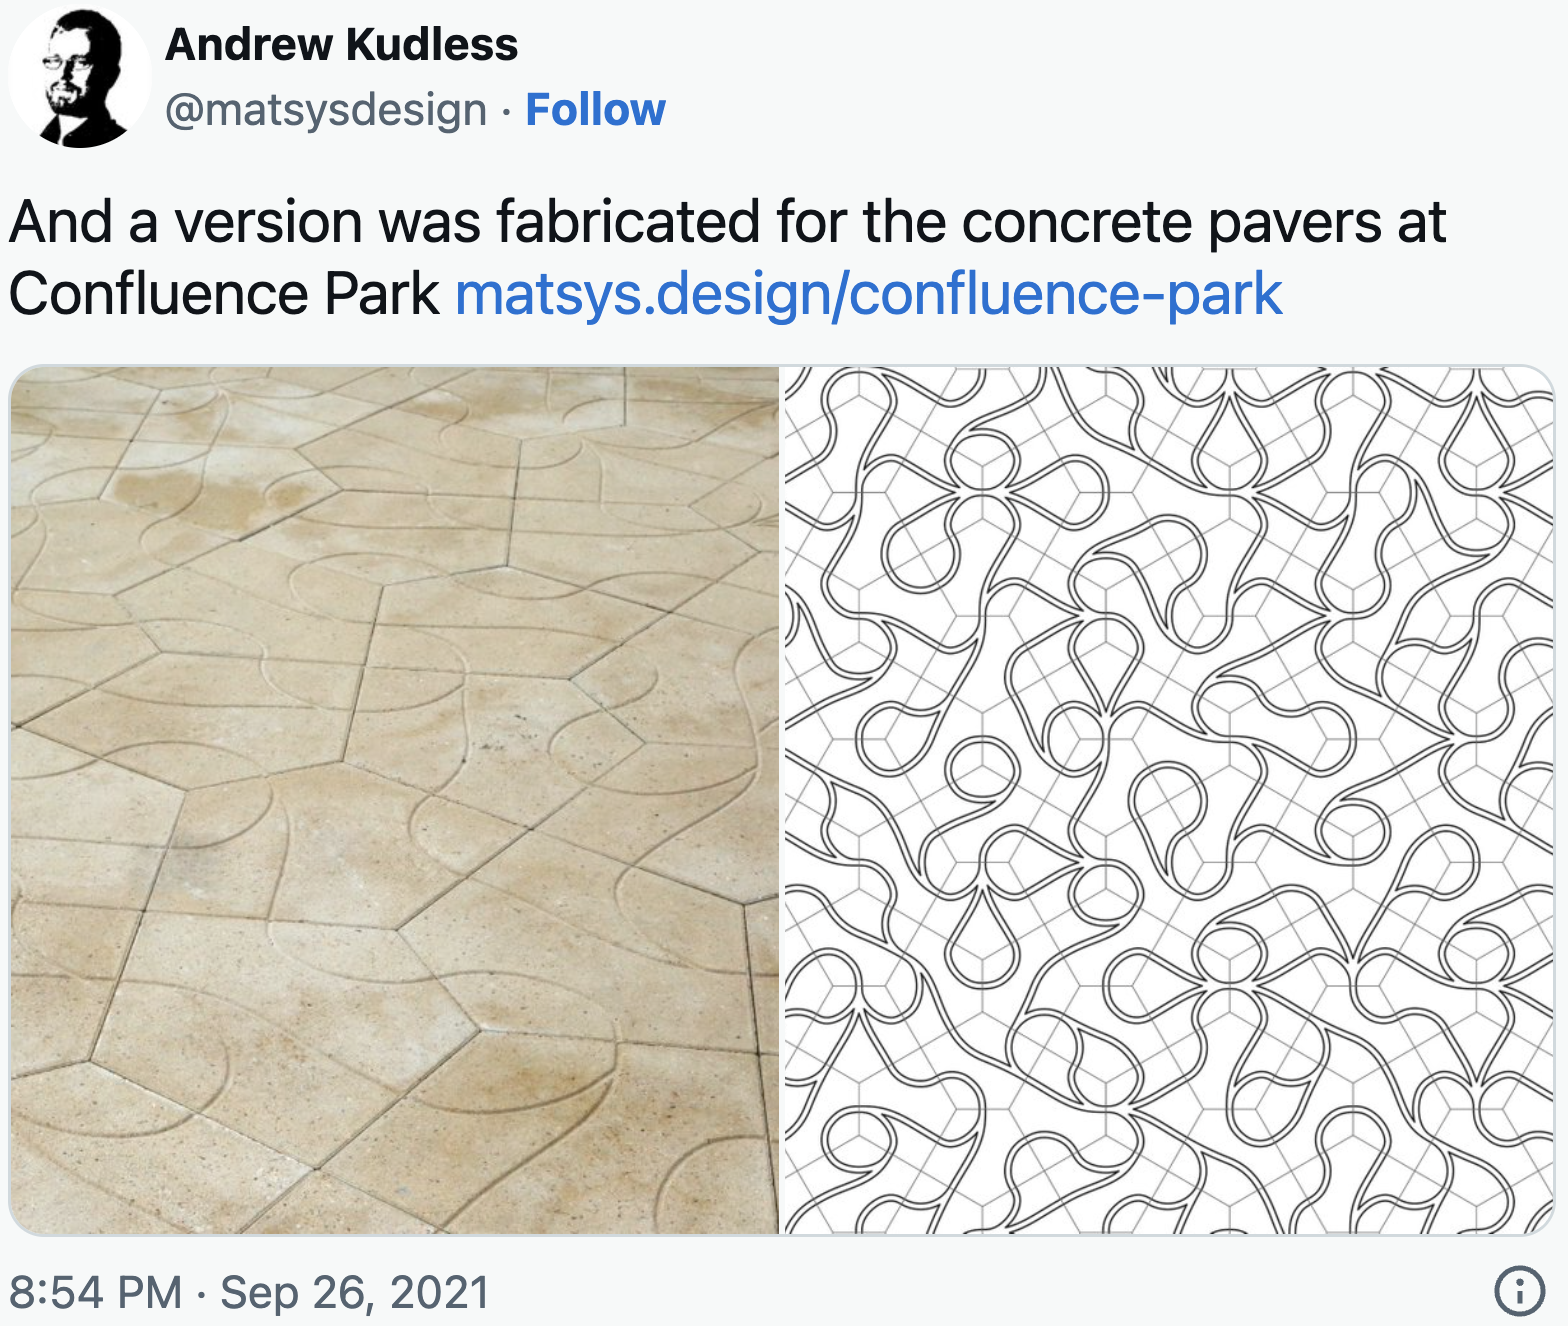 Andrew Kudless
@matsysdesign · Follow
And a version was fabricated for the concrete pavers at
Confluence Park matsys.design/confluence-park
8:54 PM · Sep 26, 2021